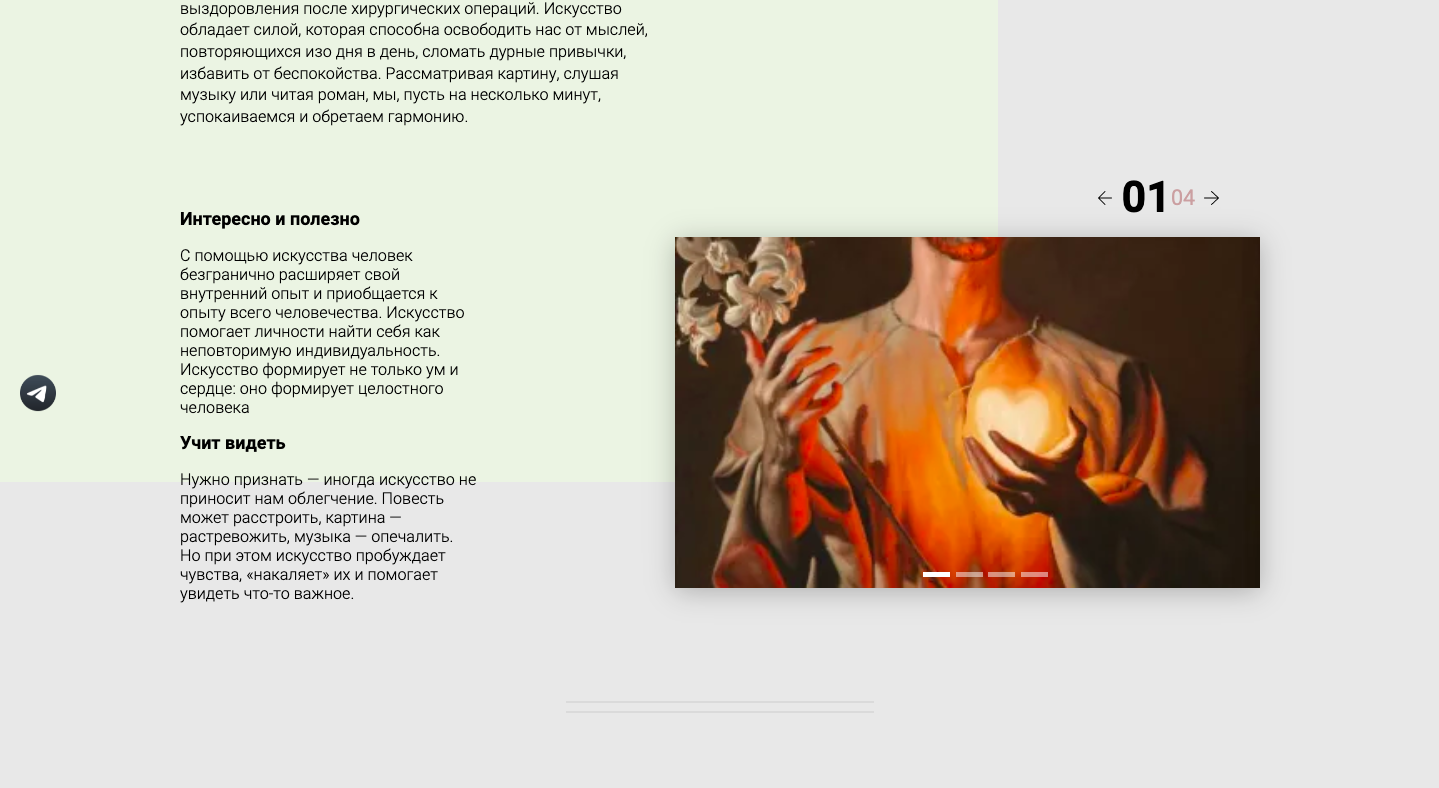 выздоровления после хирургических операций. Искусство
обладает силой, которая способна освободить нас от мыслей,
повторяющихся изо дня в день, сломать дурные привычки,
избавить от беспокойства. Рассматривая картину, слушая
музыку или читая роман, мы, пусть на несколько минут,
успокаиваемся и обретаем гармонию.
Интересно и полезно
С помощью искусства человек
безгранично расширяет свой
внутренний опыт и приобщается к
опыту всего человечества. Искусство
помогает личности найти себя как
неповторимую индивидуальность.
Искусство формирует не только ум и
сердце: оно формирует целостного
человека
Учит видеть
Нужно признать — иногда искусство не
приносит нам облегчение. Повесть
может расстроить, картина —
растревожить, музыка — опечалить.
Но при этом искусство пробуждает
чувства, «накаляет» их и помогает
увидеть что-то важное.
01 04